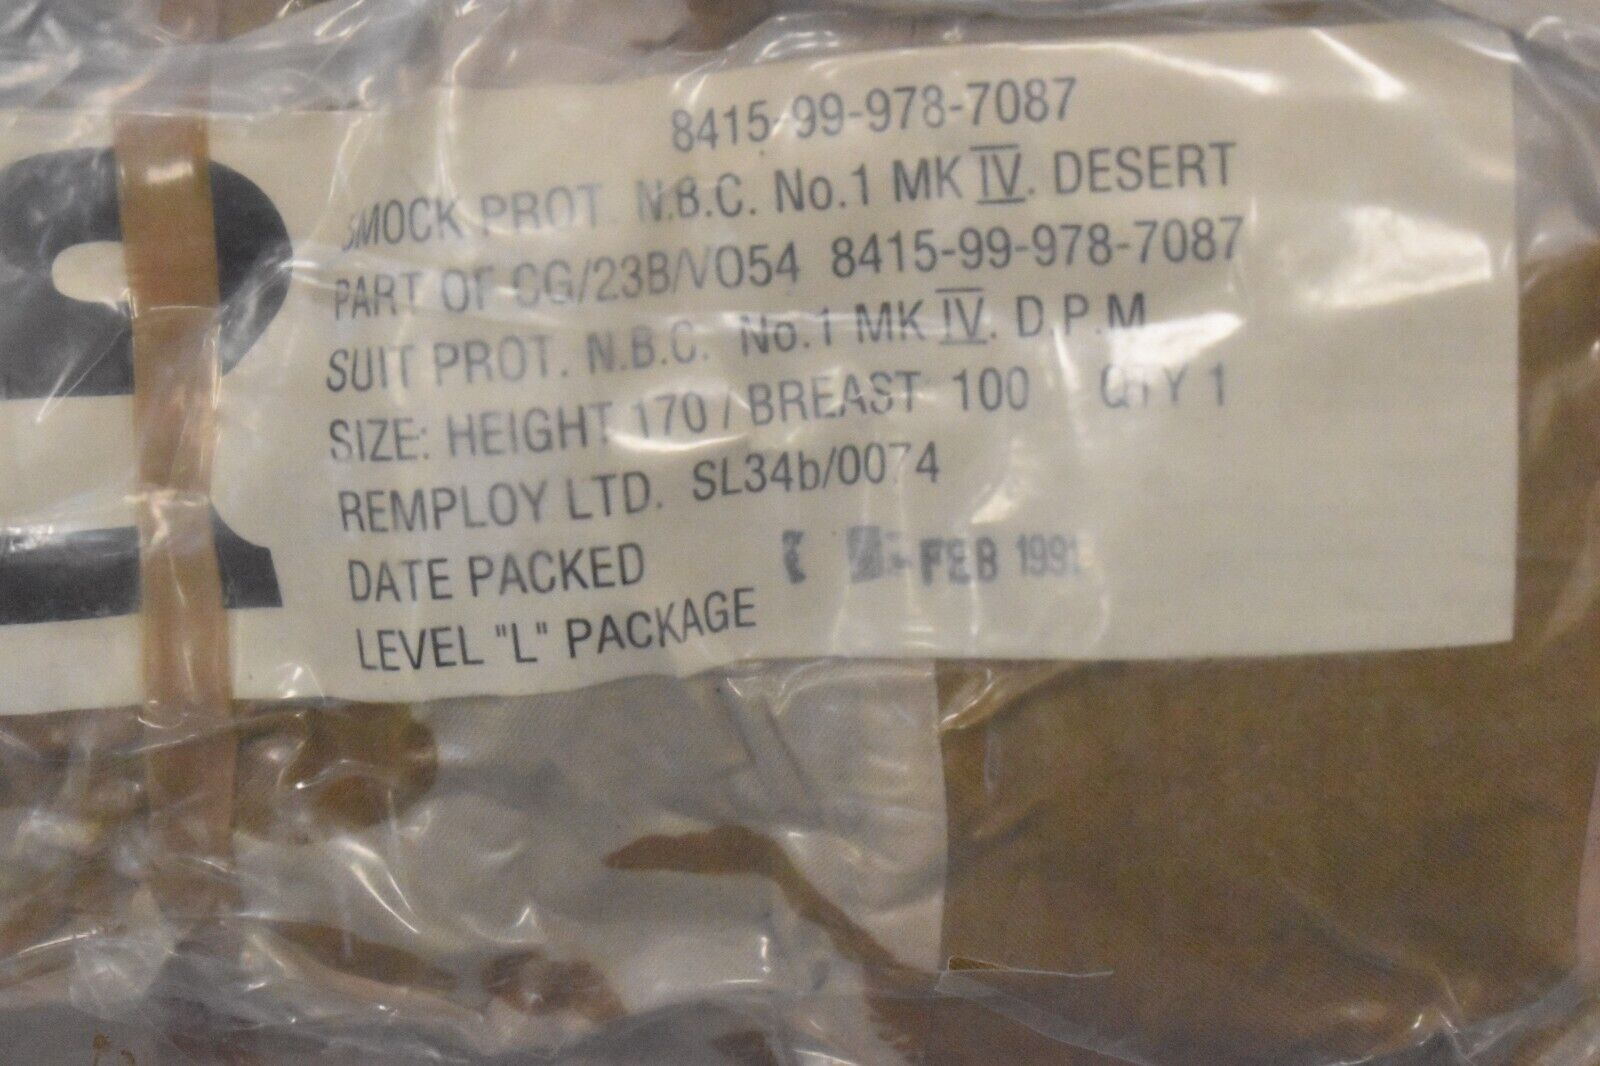 8415-99-978-7087
SMOCK PROT. N.B.C. No.1 MK IV. DESERT
PART OF CG/23B/VO54 8415-99-978-7087
SUIT PROT. N.B.C. No.1 MK IV. D.P.M
SIZE: HEIGHT 170 / BREAST 100 QTY 1
REMPLOY LTD. SL34b/0074
DATE PACKED FEB 1991
LEVEL "L" PACKAGE